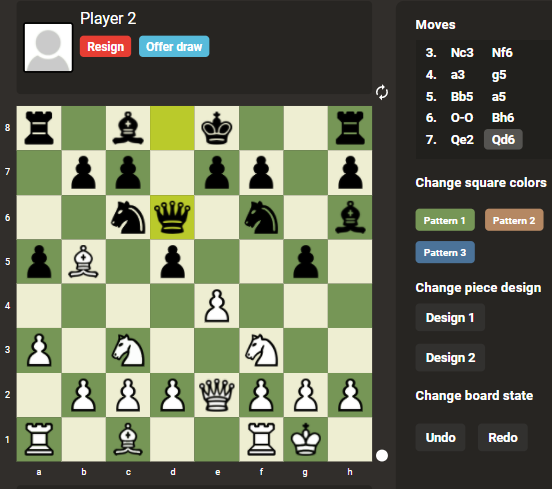 Player 2
Resign Offer draw
8
7
6
5
4
3
2
1
a b c d e f g h
Moves
3. Nc3 Nf6
4. a3 g5
5. Bb5 a5
6. O-O Bh6
7. Qe2 Qd6
Change square colors
Pattern 1 Pattern 2
Pattern 3
Change piece design
Design 1
Design 2
Change board state
Undo Redo